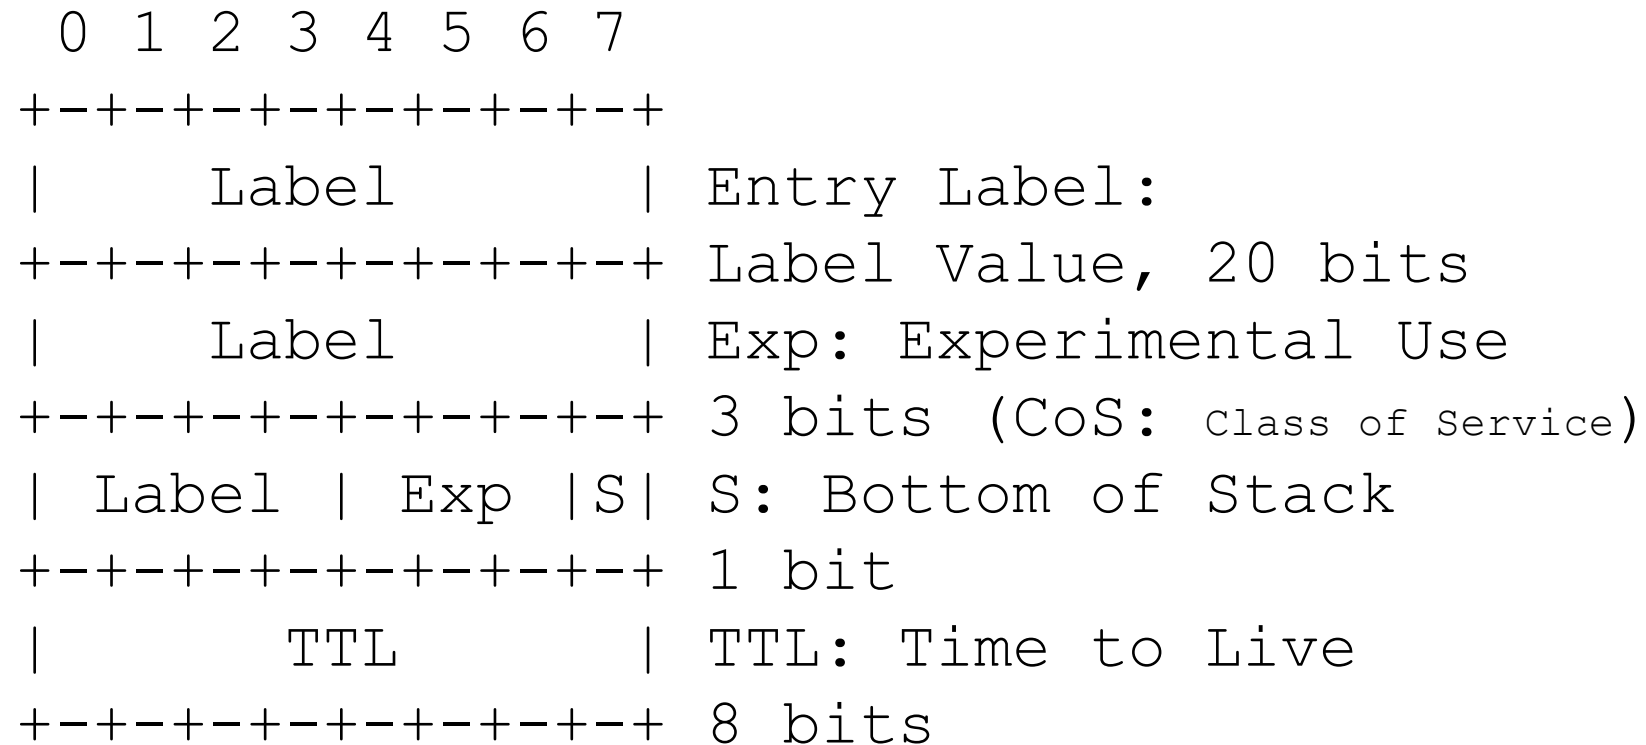 0 1 2 3 4 5 6 7
+-+-+-+-+-+-+-+-+
|    Label      | Entry Label:
+-+-+-+-+-+-+-+-+ Label Value, 20 bits
|    Label      | Exp: Experimental Use
+-+-+-+-+-+-+-+-+ 3 bits (CoS: Class of Service)
| Label | Exp |S| S: Bottom of Stack
+-+-+-+-+-+-+-+-+ 1 bit
|      TTL      | TTL: Time to Live
+-+-+-+-+-+-+-+-+ 8 bits